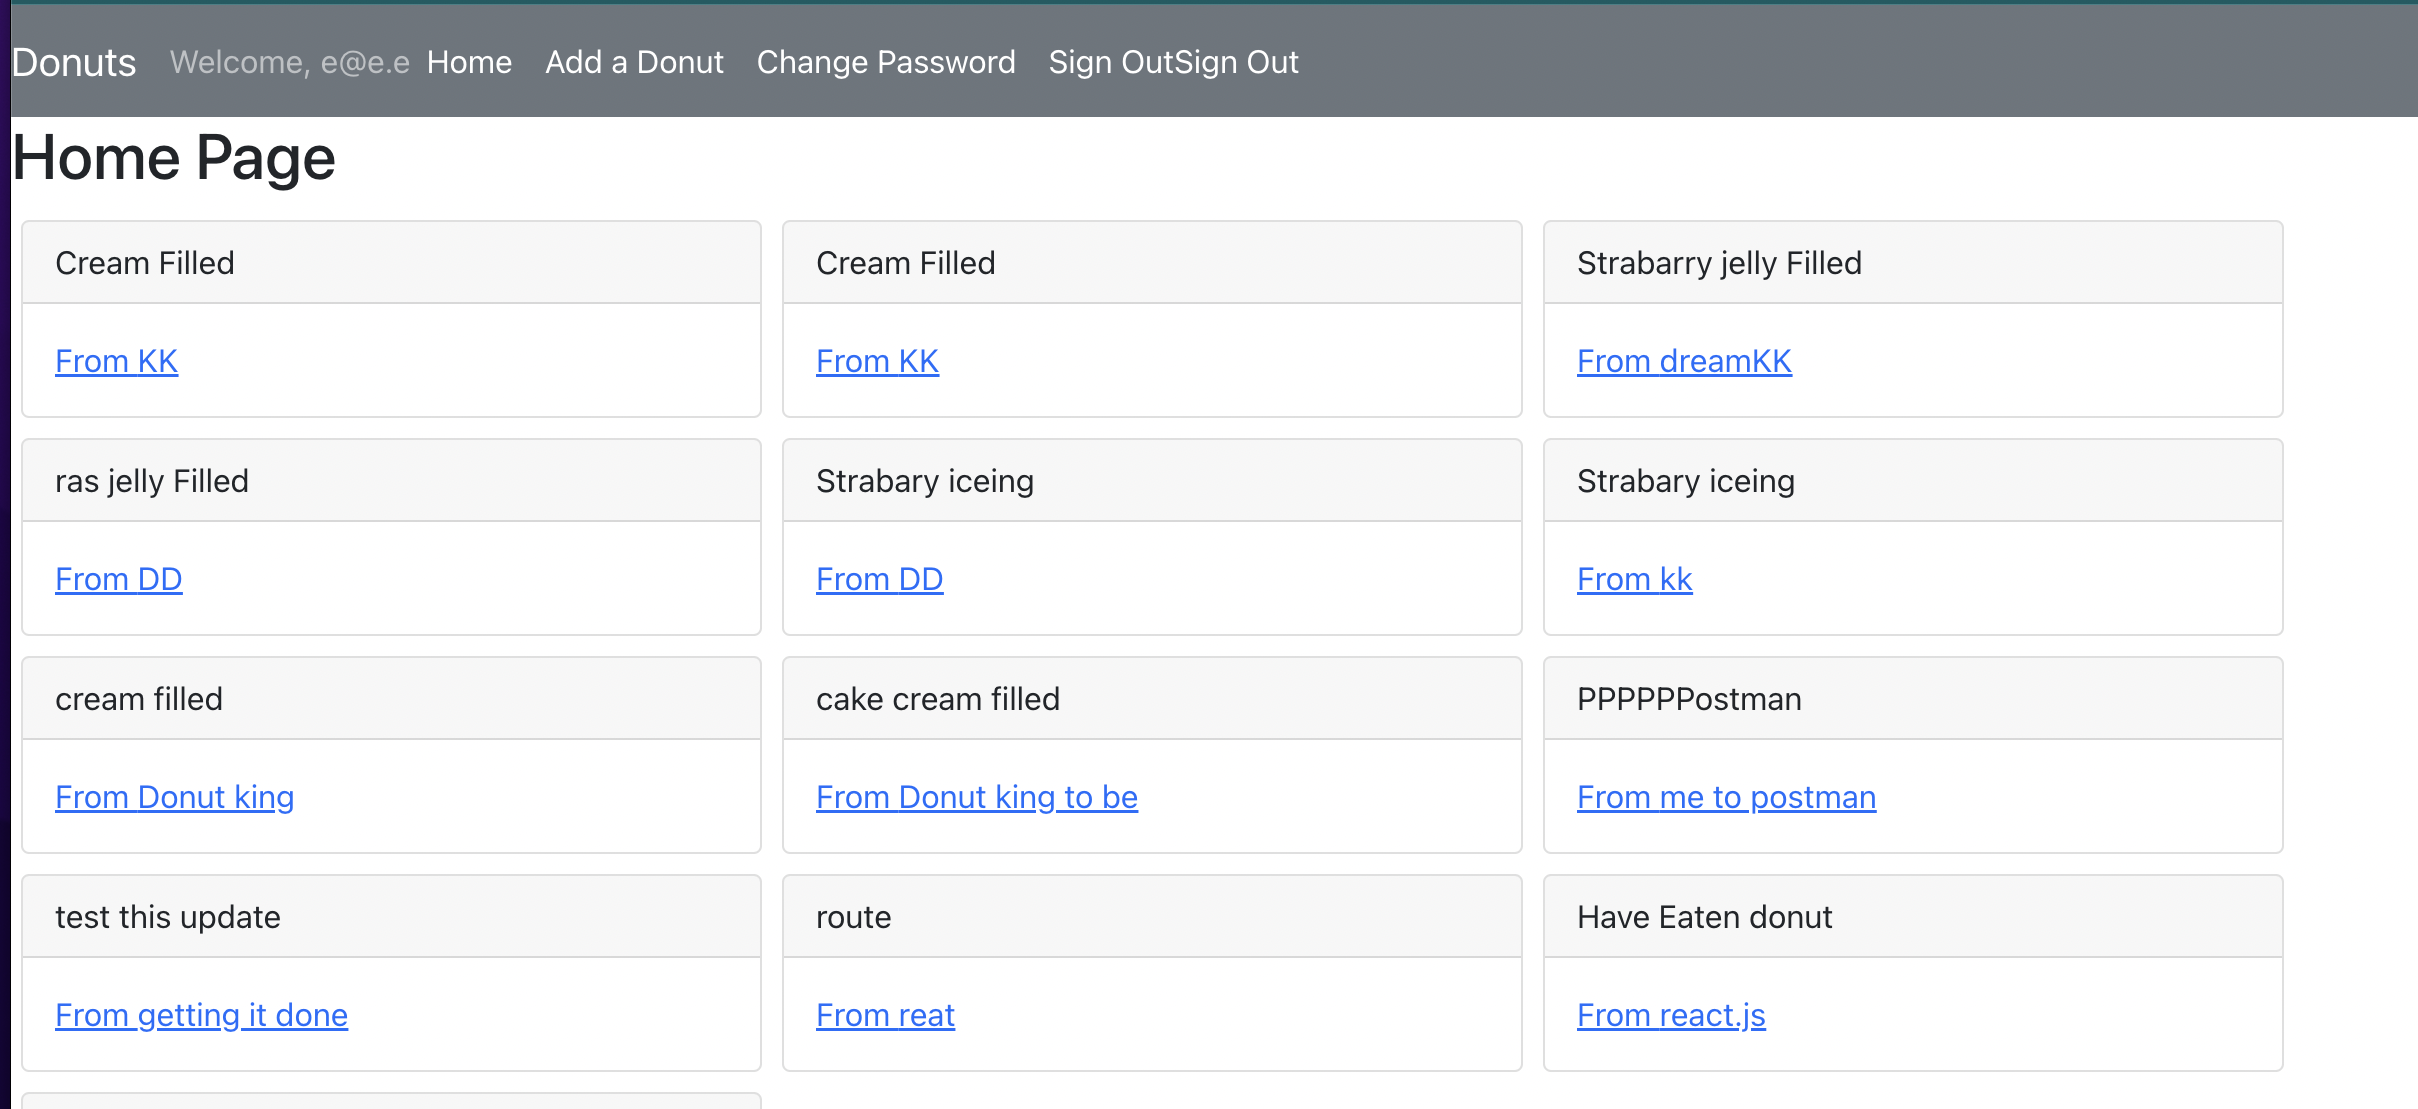 Donuts Welcome, e@e.e Home Add a Donut Change Password Sign OutSign Out
Home Page
Cream Filled
From KK
Cream Filled
From KK
Strabarry jelly Filled
From dreamKK
ras jelly Filled
From DD
Strabary iceing
From DD
Strabary iceing
From kk
cream filled
From Donut king
cake cream filled
From Donut king to be
PPPPPPostman
From me to postman
test this update
From getting it done
route
From reat
Have Eaten donut
From react.js